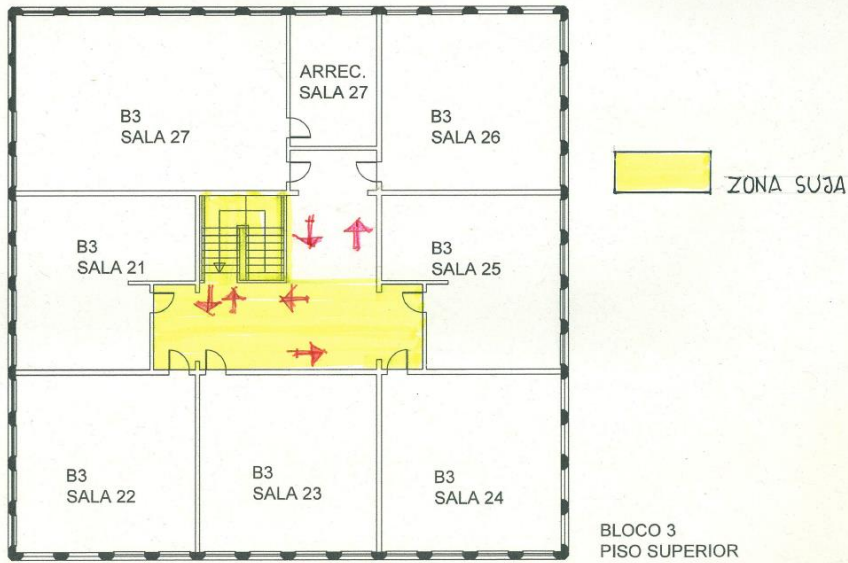 ARREC.
SALA 27
B3
SALA 27
B3
SALA 26
ZONA SUJA
B3
SALA 21
B3
SALA 25
B3
SALA 22
B3
SALA 23
B3
SALA 24
BLOCO 3
PISO SUPERIOR